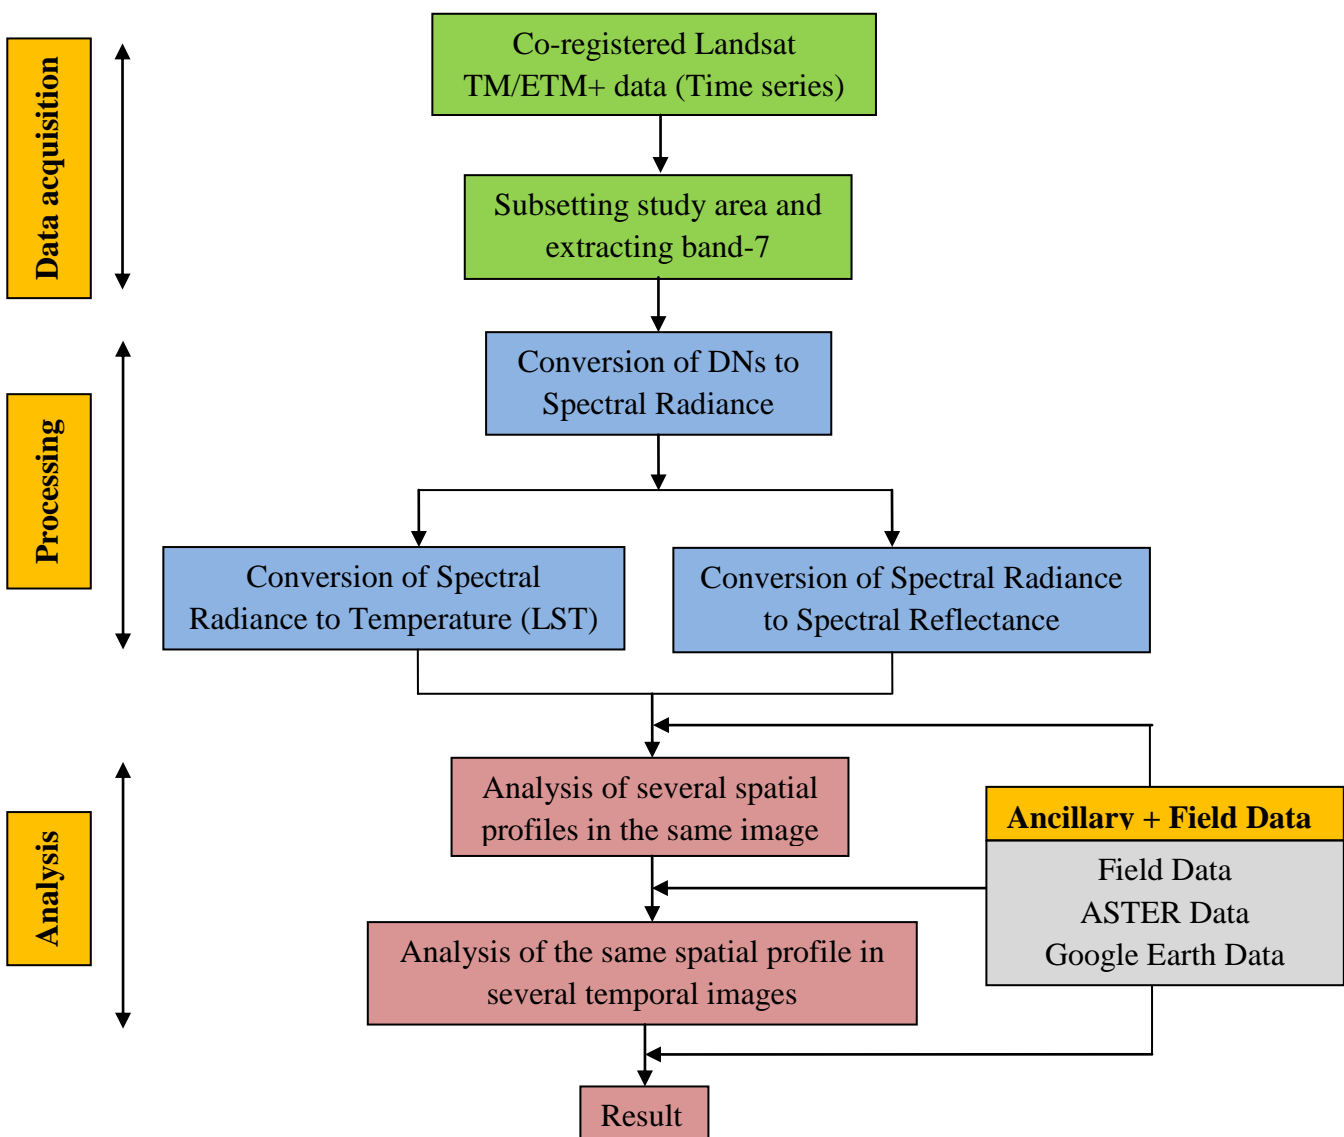 Data acquisition
Co-registered Landsat
TM/ETM+ data (Time series)
Subsetting study area and
extracting band-7
Processing
Conversion of DNs to
Spectral Radiance
Conversion of Spectral
Radiance to Temperature (LST)
Conversion of Spectral Radiance
to Spectral Reflectance
Analysis
Analysis of several spatial
profiles in the same image
Ancillary + Field Data
Field Data
ASTER Data
Google Earth Data
Analysis of the same spatial profile in
several temporal images
Result